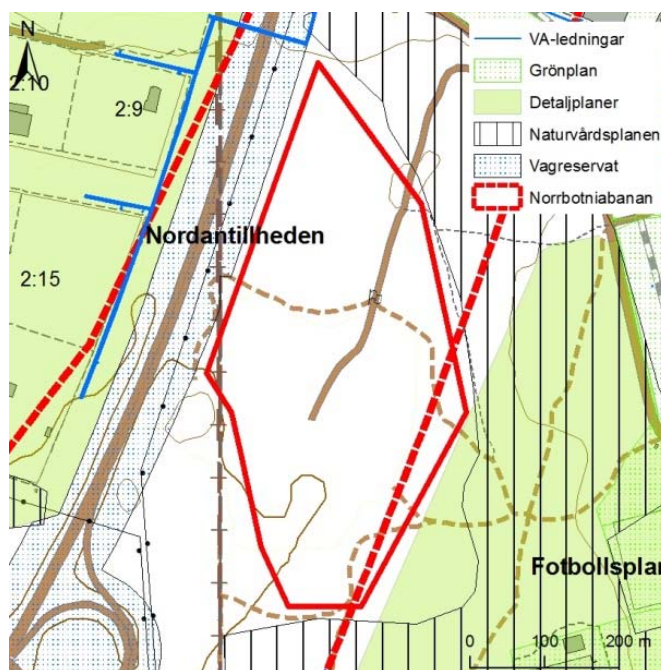 N
2:10
2:9
Nordantillheden
2:15
VA-ledningar
Grönplan
Detaljplaner
Naturvårdsplanen
Vagreservat
Norrbotniabanan
Fotbollsplan
0 100 200 m